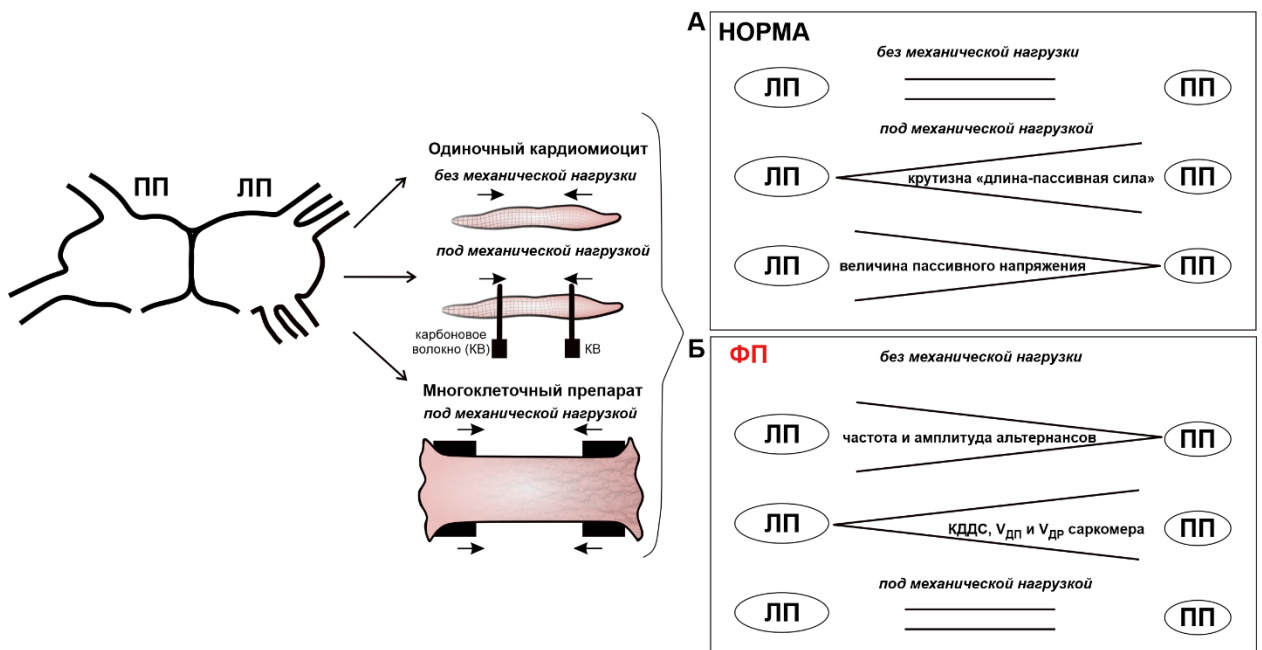 ПП
ЛП
Одиночный кардиомиоцит
без механической нагрузки
под механической нагрузкой
карбоновое
волокно (КВ)
КВ
Многоклеточный препарат
под механической нагрузкой
А
НОРМА
без механической нагрузки
ЛП
ПП
под механической нагрузкой
ЛП
крутизна «длина-пассивная сила»
ПП
ЛП
величина пассивного напряжения
ПП
Б
ФП
без механической нагрузки
ЛП
частота и амплитуда альтернансов
ПП
ЛП
КДДС, VДП и VДР саркомера
ПП
под механической нагрузкой
ЛП
ПП